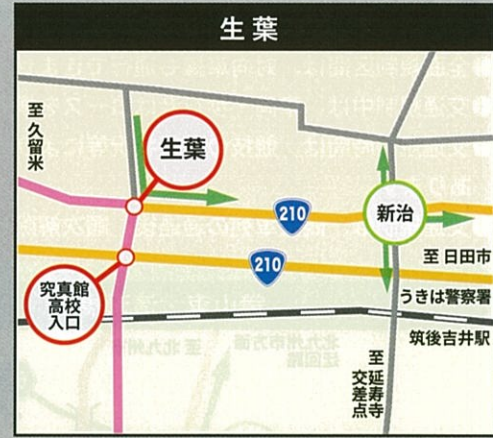 生葉
至久留米
生葉
210
新治
210
至日田市
究真館
高校
入口
うきは警察署
筑後吉井駅
至延寿寺
交差点